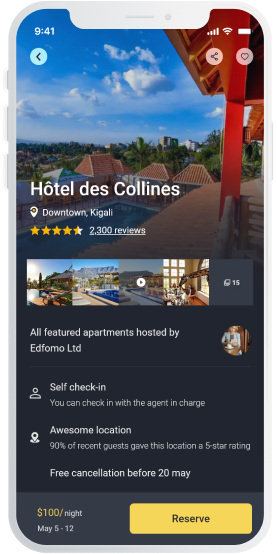 9:41
Hôtel des Collines
Downtown, Kigali
2,300 reviews
15
All featured apartments hosted by
Edfomo Ltd
Self check-in
You can check in with the agent in charge
Awesome location
90% of recent guests gave this location a 5-star rating
Free cancellation before 20 may
$100/night
May 5 - 12
Reserve